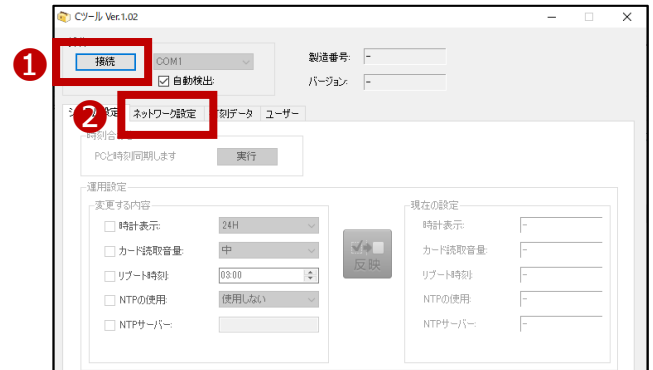 Cツール Ver.1.02
❶
接続
COM1
自動検出:
製造番号: -
バージョン: -
❷
ネットワーク設定
刻データ
ユーザー
PCと時刻同期します
実行
運用設定
変更する内容
時計表示: 24H
カード読取音量: 中
リブート時刻: 03:00
NTPの使用: 使用しない
NTPサーバー:
反映
現在の設定
時計表示: -
カード読取音量: -
リブート時刻: -
NTPの使用: -
NTPサーバー: -